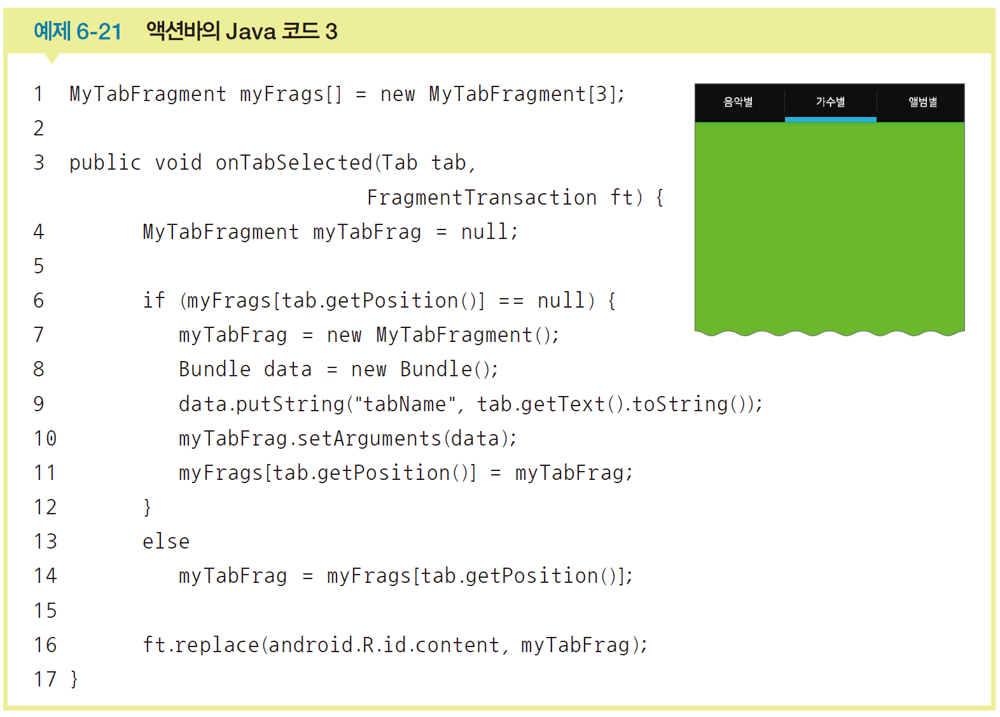 예제 6-21 액션바의 Java 코드 3
1 MyTabFragment myFrags[] = new MyTabFragment[3];
2
3 public void onTabSelected(Tab tab,
FragmentTransaction ft) {
4 MyTabFragment myTabFrag = null;
5
6 if (myFrags[tab.getPosition()] == null) {
7 myTabFrag = new MyTabFragment();
8 Bundle data = new Bundle();
9 data.putString("tabName", tab.getText().toString());
10 myTabFrag.setArguments(data);
11 myFrags[tab.getPosition()] = myTabFrag;
12 }
13 else
14 myTabFrag = myFrags[tab.getPosition()];
15
16 ft.replace(android.R.id.content, myTabFrag);
17 }
음악별 가수별 앨범별